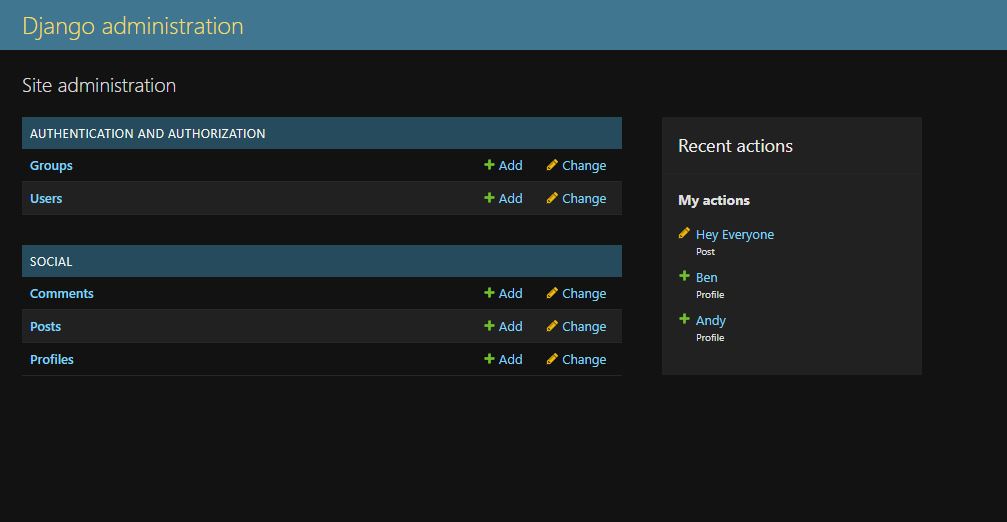 Django administration
Site administration
AUTHENTICATION AND AUTHORIZATION
Groups Add Change
Users Add Change
SOCIAL
Comments Add Change
Posts Add Change
Profiles Add Change
Recent actions
My actions
Hey Everyone
Post
Ben
Profile
Andy
Profile